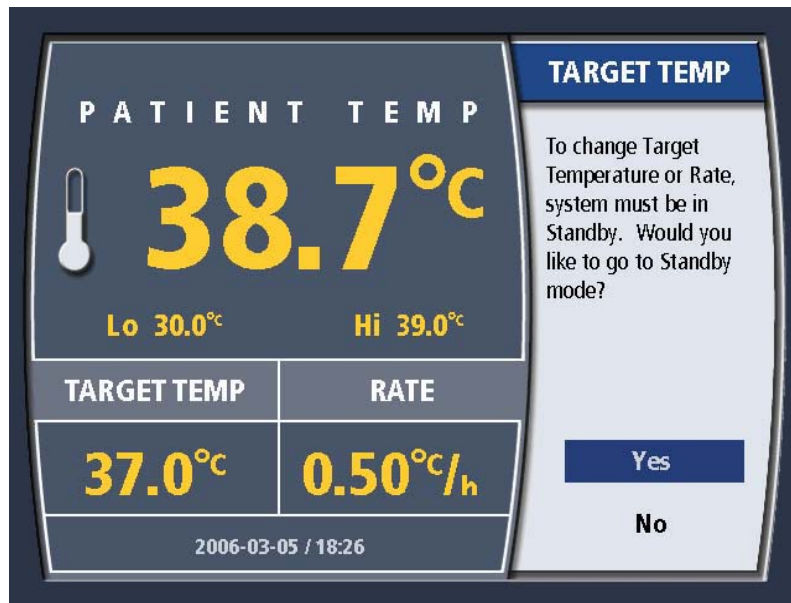 PATIENT TEMP
38.7°C
Lo 30.0°C
Hi 39.0°C
TARGET TEMP
RATE
37.0°C
0.50°C/h
2006-03-05 / 18:26
TARGET TEMP
To change Target
Temperature or Rate,
system must be in
Standby. Would you
like to go to Standby
mode?
Yes
No